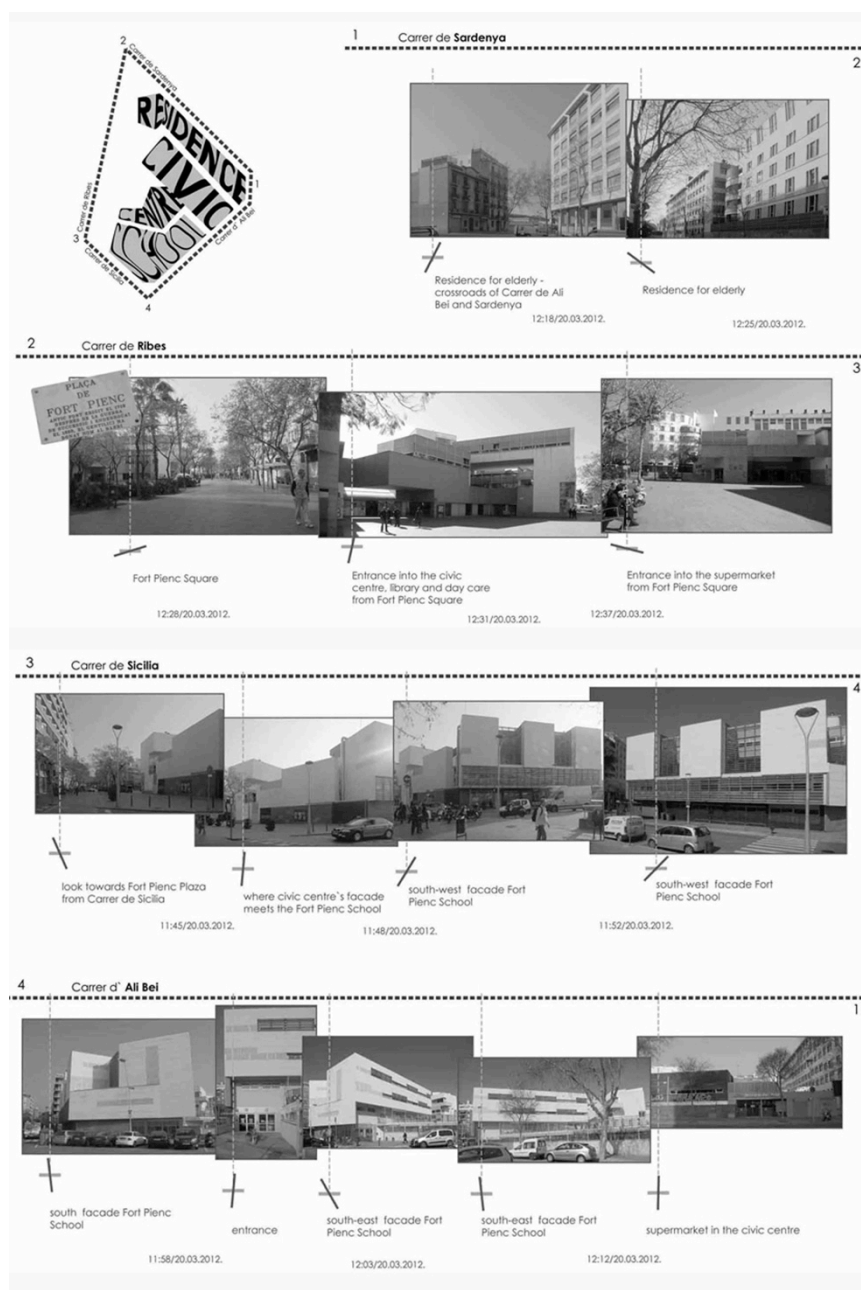 2
Carrer de Sardenya
RESIDENCE
CIVIC
CENTRE
SCHOOL
1
Carrer de Ribes
Carrer d` Ali Bei
3
Carrer de Sicilia
4
1 Carrer de Sardenya
2
Residence for elderly -
crossroads of Carrer de Ali
Bei and Sardenya
12:18/20.03.2012.
Residence for elderly
12:25/20.03.2012.
2 Carrer de Ribes
3
PLAÇA
DE
FORT PIENC
Fort Pienc Square
12:28/20.03.2012.
Entrance into the civic
centre, library and day care
from Fort Pienc Square
12:31/20.03.2012.
Entrance into the supermarket
from Fort Pienc Square
12:37/20.03.2012.
3 Carrer de Sicilia
4
look towards Fort Pienc Plaza
from Carrer de Sicilia
11:45/20.03.2012.
where civic centre`s facade
meets the Fort Pienc School
11:48/20.03.2012.
south-west facade Fort
Pienc School
south-west facade Fort
Pienc School
11:52/20.03.2012.
4 Carrer d` Ali Bei
1
south facade Fort Pienc
School
11:58/20.03.2012.
entrance
south-east facade Fort
Pienc School
12:03/20.03.2012.
south-east facade Fort
Pienc School
12:12/20.03.2012.
supermarket in the civic centre